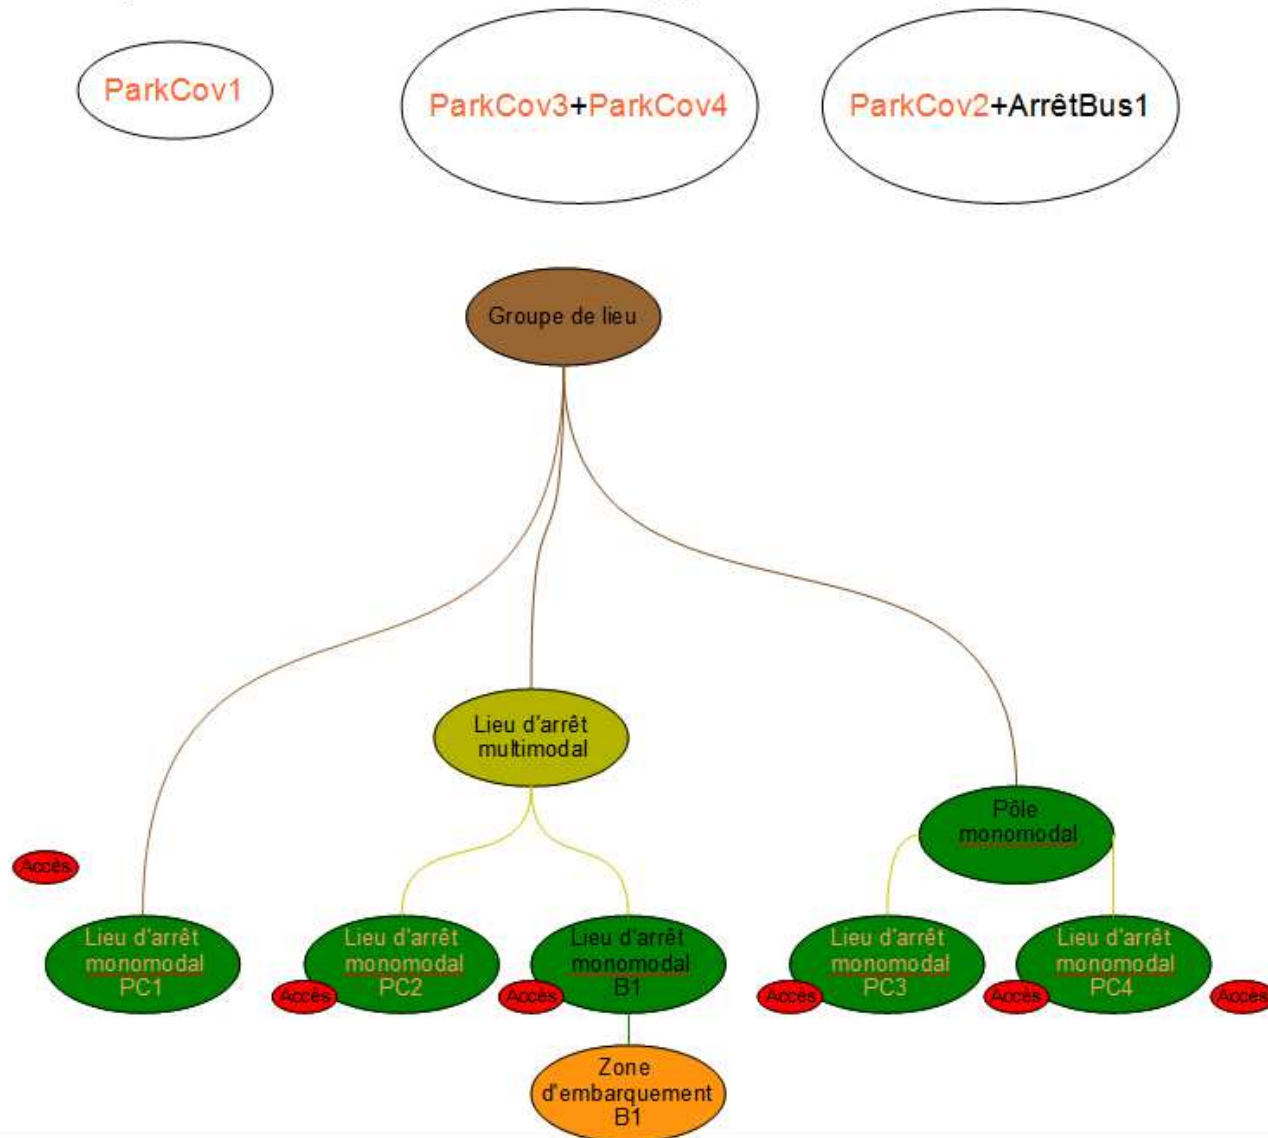 ParkCov1
ParkCov3+ParkCov4
ParkCov2+ArrêtBus1
Groupe de lieu
Lieu d'arrêt
multimodal
Pôle
monomodal
Accès
Lieu d'arrêt
monomodal
PC1
Lieu d'arrêt
monomodal
PC2
Accès
Lieu d'arrêt
monomodal
B1
Accès
Lieu d'arrêt
monomodal
PC3
Accès
Lieu d'arrêt
monomodal
PC4
Accès
Accès
Zone
d'embarquement
B1